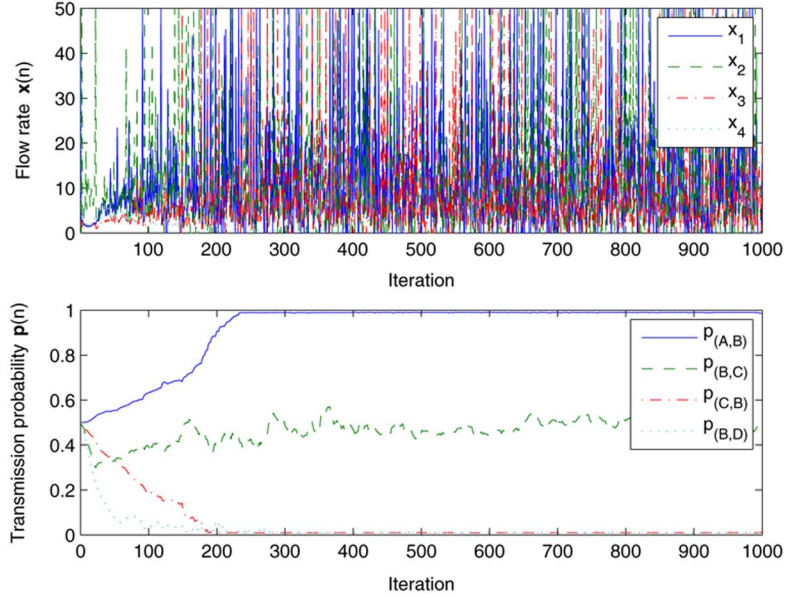 50
40
30
20
10
0
Flow rate x(n)
x1
x2
x3
x4
100 200 300 400 500 600 700 800 900 1000
Iteration
1
0.8
0.6
0.4
0.2
0
Transmission probability p(n)
p(A,B)
p(B,C)
p(C,B)
p(B,D)
0 100 200 300 400 500 600 700 800 900 1000
Iteration